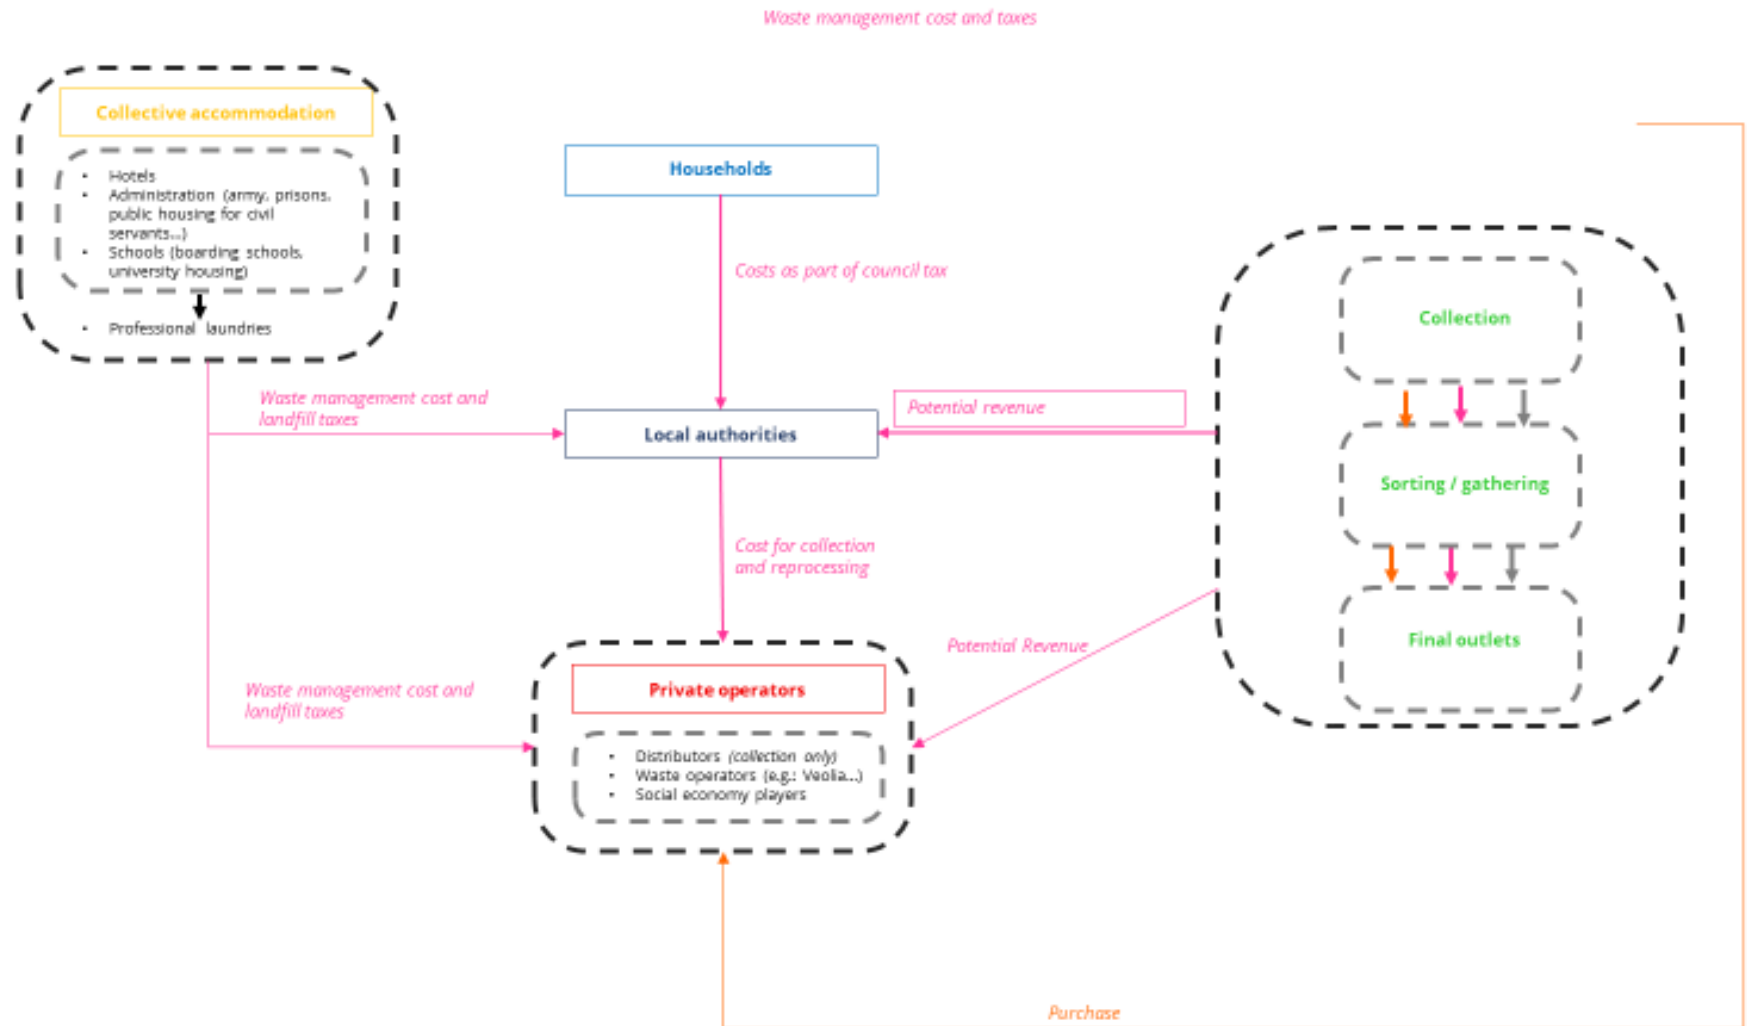 Waste management cost and taxes
Collective accommodation
• Hotels
• Administration (army, prisons,
public housing for civil
servants...)
• Schools (boarding schools,
university housing)
• Professional laundries
Households
Costs as part of council tax
Waste management cost and
landfill taxes
Local authorities
Potential revenue
Collection
Sorting / gathering
Final outlets
Cost for collection
and reprocessing
Potential Revenue
Waste management cost and
landfill taxes
Private operators
• Distributors (collection only)
• Waste operators (e.g.: Veolia...)
• Social economy players
Purchase